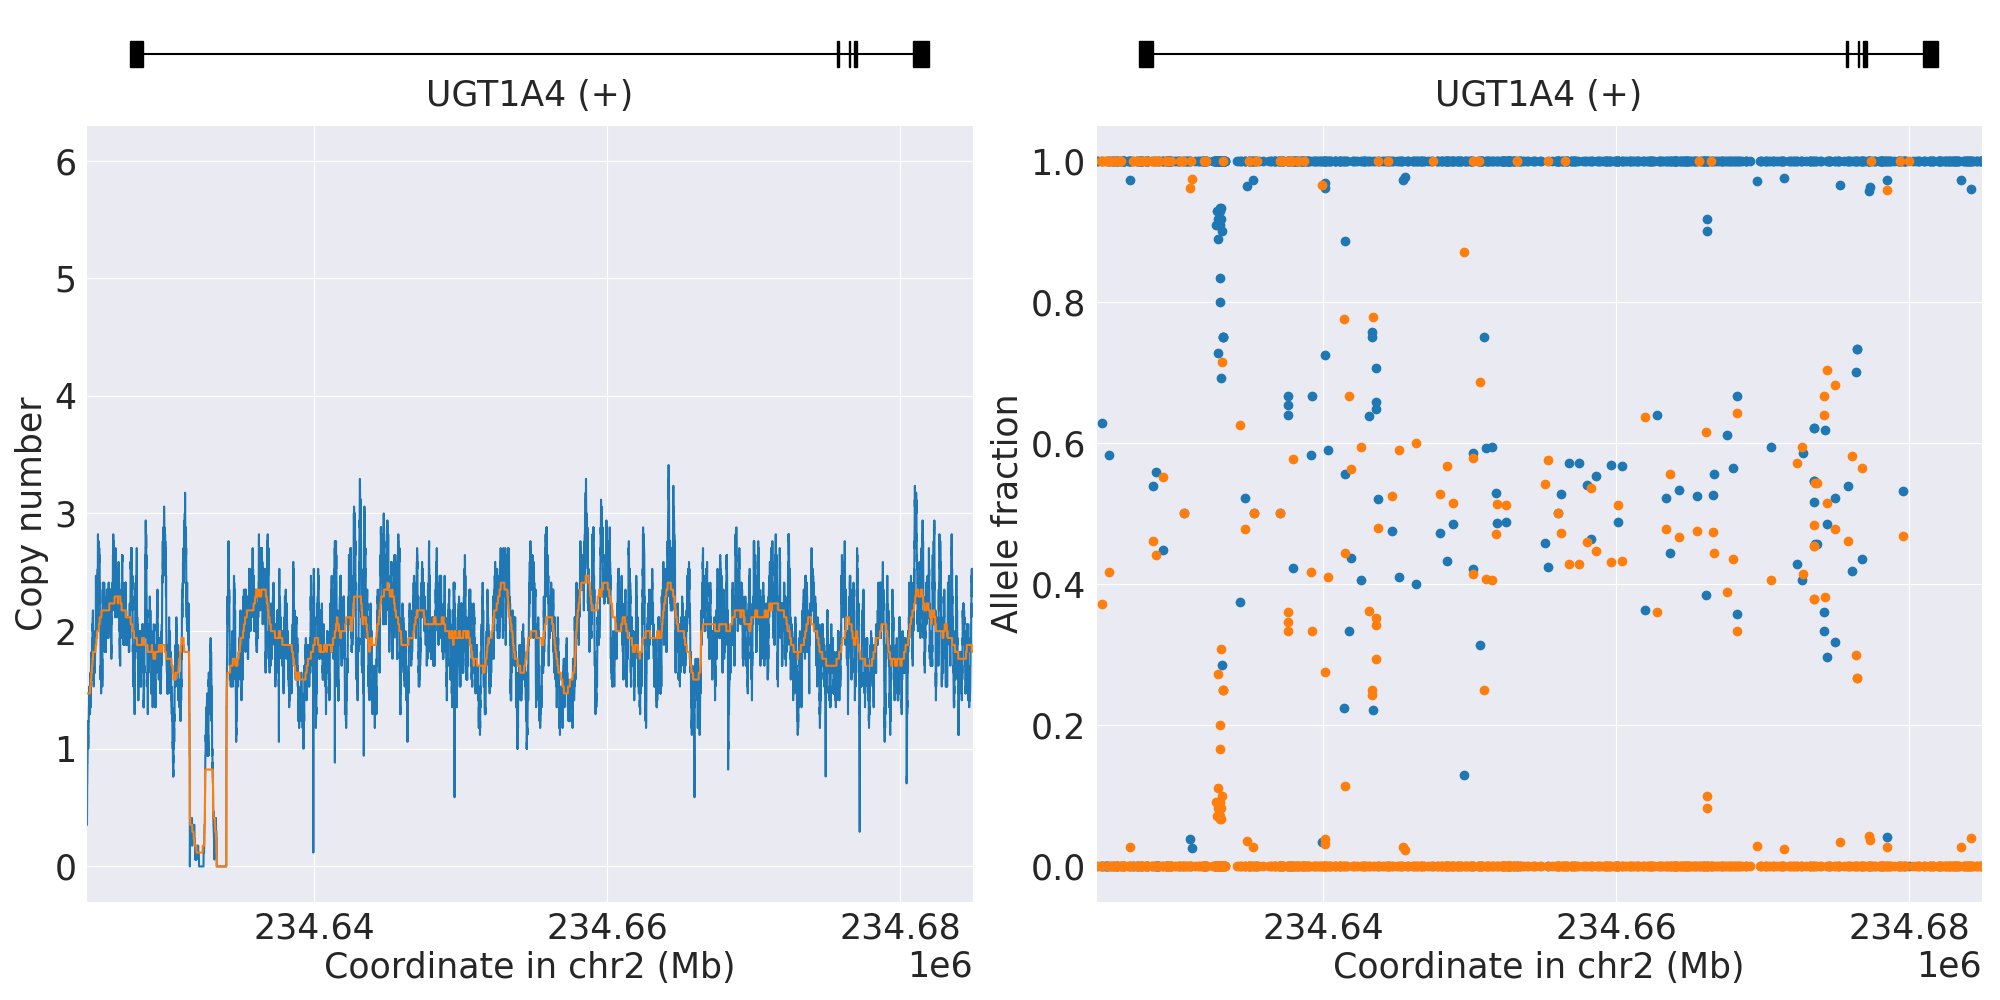 UGT1A4 (+)
6
5
4
3
2
1
0
Copy number
234.64
234.66
234.68
Coordinate in chr2 (Mb)
1e6
UGT1A4 (+)
1.0
0.8
0.6
0.4
0.2
0.0
Allele fraction
234.64
234.66
234.68
Coordinate in chr2 (Mb)
1e6